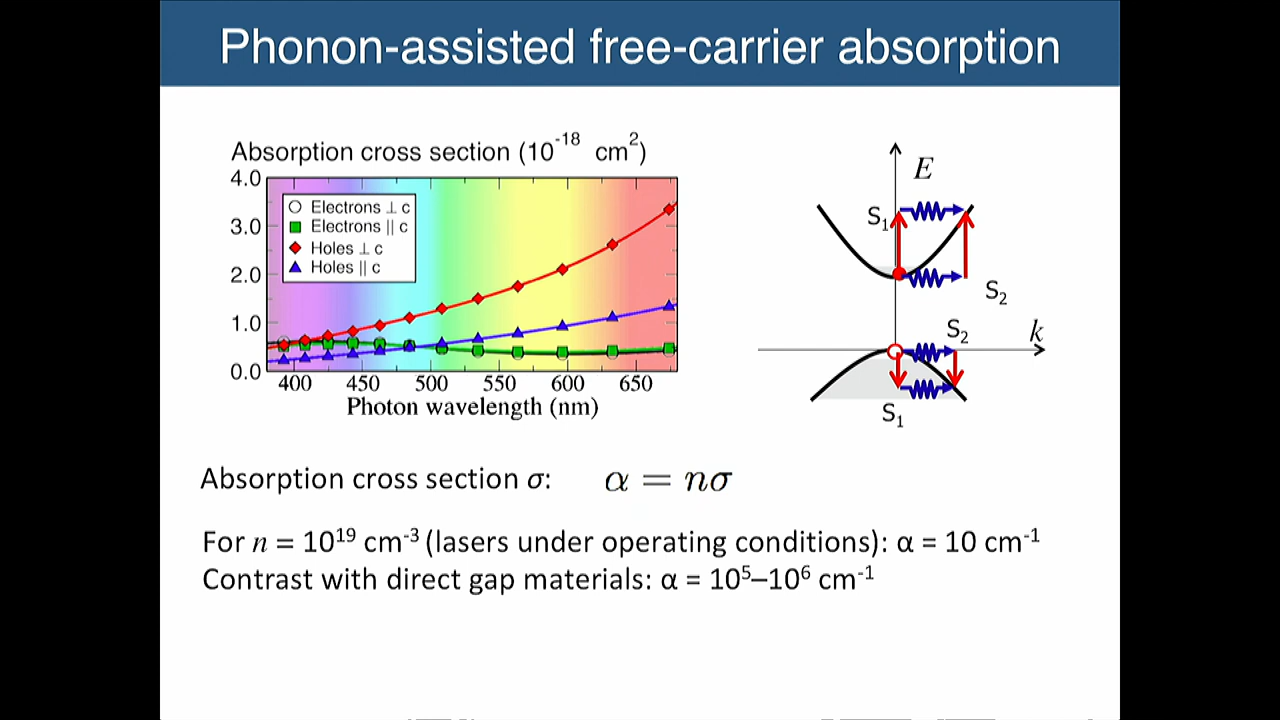 Phonon-assisted free-carrier absorption
Absorption cross section (10⁻¹⁸ cm²)
4.0
3.0
2.0
1.0
0.0
Electrons ⊥ c
Electrons || c
Holes ⊥ c
Holes || c
400 450 500 550 600 650
Photon wavelength (nm)
E
S₁
S₂
S₂
k
S₁
Absorption cross section σ: α = nσ
For n = 10¹⁹ cm⁻³ (lasers under operating conditions): α = 10 cm⁻¹
Contrast with direct gap materials: α = 10⁵–10⁶ cm⁻¹